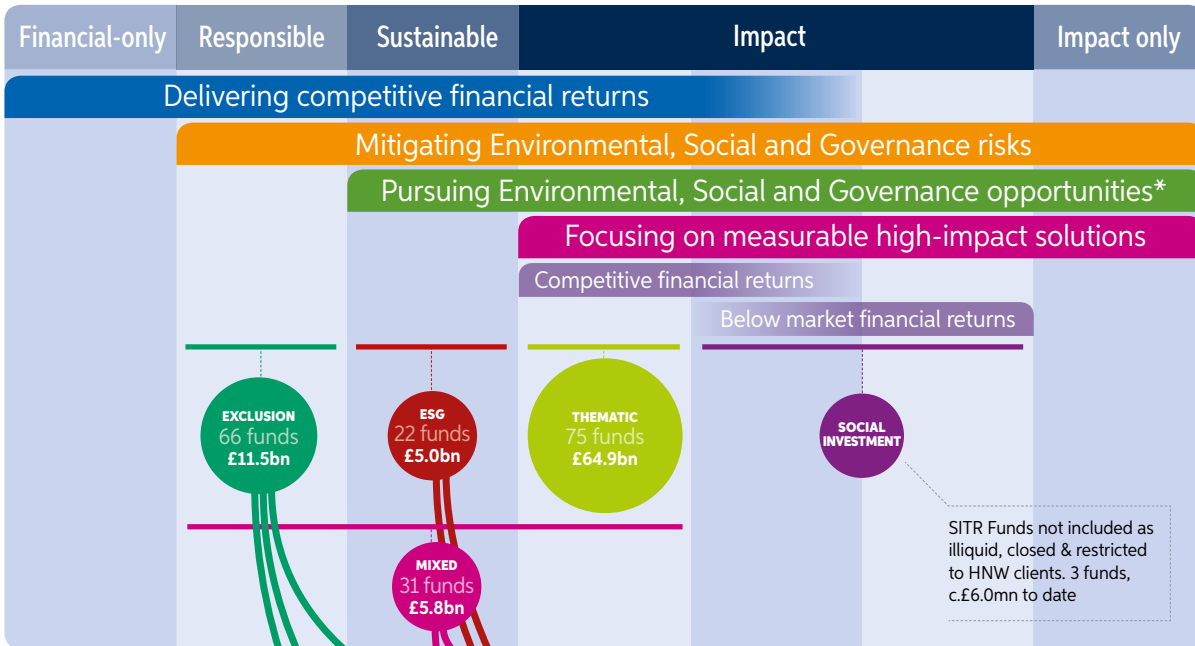 Financial-only
Responsible
Sustainable
Impact
Impact only
Delivering competitive financial returns
Mitigating Environmental, Social and Governance risks
Pursuing Environmental, Social and Governance opportunities*
Focusing on measurable high-impact solutions
Competitive financial returns
Below market financial returns
EXCLUSION
66 funds
£11.5bn
ESG
22 funds
£5.0bn
THEMATIC
75 funds
£64.9bn
SOCIAL
INVESTMENT
MIXED
31 funds
£5.8bn
SITR Funds not included as
illiquid, closed & restricted
to HNW clients. 3 funds,
c.£6.0mn to date